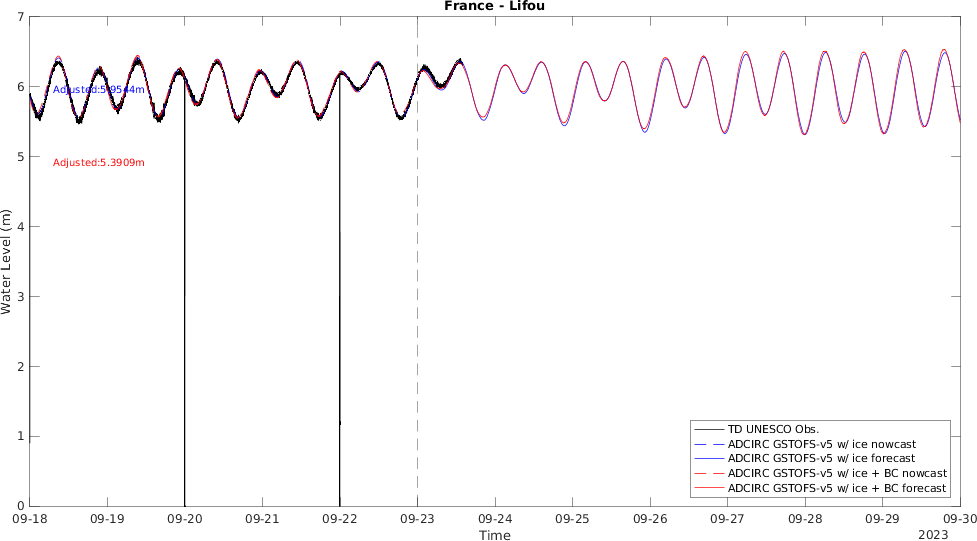 France - Lifou
7
6
5
4
3
2
1
0
Water Level (m)
Adjusted:5.9544m
Adjusted:5.3909m
TD UNESCO Obs.
ADCIRC GSTOFS-v5 w/ ice nowcast
ADCIRC GSTOFS-v5 w/ ice forecast
ADCIRC GSTOFS-v5 w/ ice + BC nowcast
ADCIRC GSTOFS-v5 w/ ice + BC forecast
09-18 09-19 09-20 09-21 09-22 09-23 09-24 09-25 09-26 09-27 09-28 09-29 09-30
Time
2023